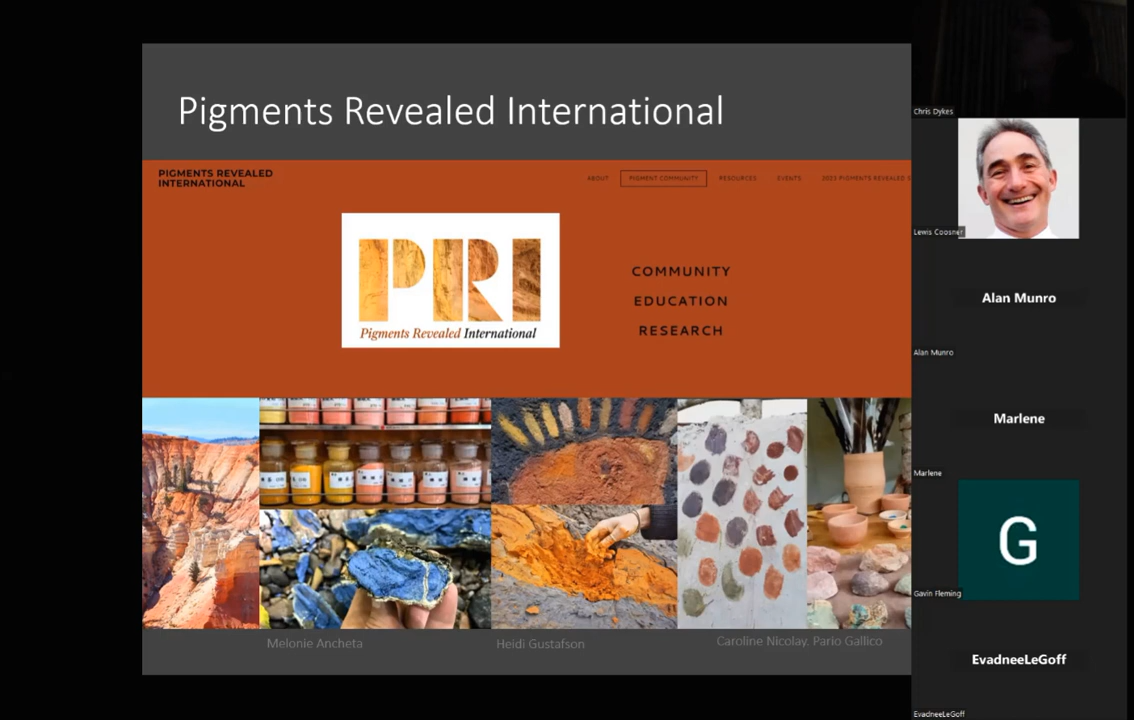 Pigments Revealed International
PIGMENTS REVEALED
INTERNATIONAL
ABOUT
PIGMENT COMMUNITY
RESOURCES
EVENTS
2023 PIGMENTS REVEALED
PRI
Pigments Revealed International
COMMUNITY
EDUCATION
RESEARCH
Melonie Ancheta
Heidi Gustafson
Caroline Nicolay. Pario Gallico
Chris Dykes
Lewis Coosner
Alan Munro
Alan Munro
Marlene
Marlene
G
Gavin Fleming
EvadneeLeGoff
EvadneeLeGoff